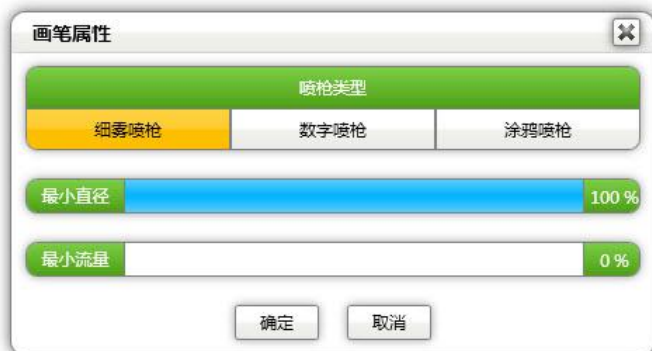 画笔属性
喷枪类型
细雾喷枪 数字喷枪 涂鸦喷枪
最小直径 100 %
最小流量 0 %
确定 取消